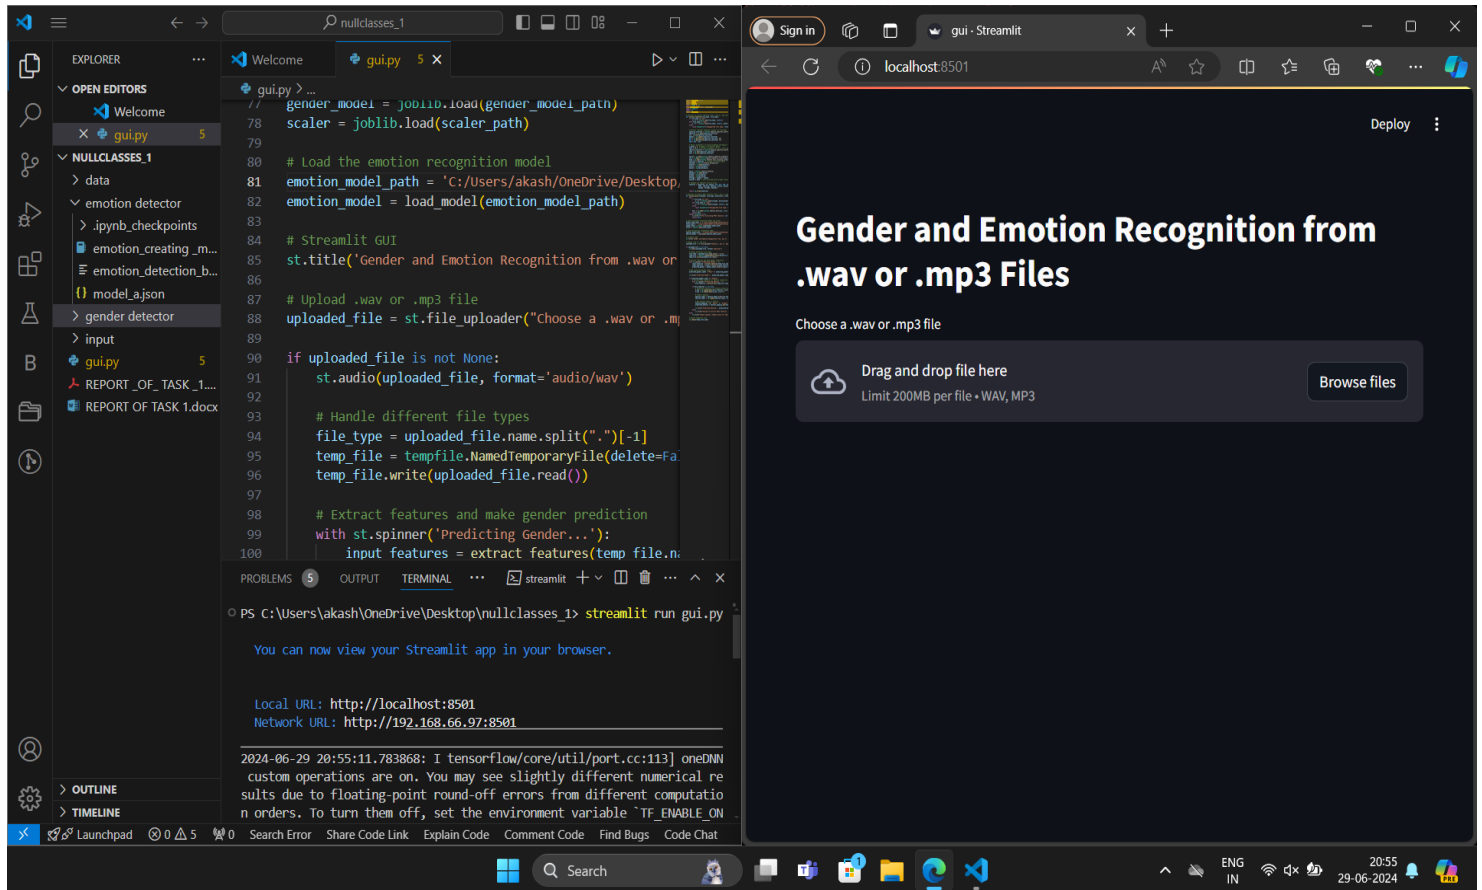 nullclasses_1
EXPLORER
OPEN EDITORS
Welcome
gui.py 5
NULLCLASSES_1
data
emotion detector
.ipynb_checkpoints
emotion_creating _m...
emotion_detection_b...
model_a.json
gender detector
input
gui.py 5
REPORT _OF_ TASK _1....
REPORT OF TASK 1.docx
OUTLINE
TIMELINE
Welcome gui.py 5
gui.py > ...
77 gender_model = joblib.load(gender_model_path)
78 scaler = joblib.load(scaler_path)
79
80 # Load the emotion recognition model
81 emotion_model_path = 'C:/Users/akash/OneDrive/Desktop/
82 emotion_model = load_model(emotion_model_path)
83
84 # Streamlit GUI
85 st.title('Gender and Emotion Recognition from .wav or
86
87 # Upload .wav or .mp3 file
88 uploaded_file = st.file_uploader("Choose a .wav or .mp
89
90 if uploaded_file is not None:
91 st.audio(uploaded_file, format='audio/wav')
92
93 # Handle different file types
94 file_type = uploaded_file.name.split(".")[-1]
95 temp_file = tempfile.NamedTemporaryFile(delete=Fal
96 temp_file.write(uploaded_file.read())
97
98 # Extract features and make gender prediction
99 with st.spinner('Predicting Gender...'):
100 input_features = extract_features(temp_file.na
PROBLEMS 5 OUTPUT TERMINAL ... streamlit
PS C:\Users\akash\OneDrive\Desktop\nullclasses_1> streamlit run gui.py
You can now view your Streamlit app in your browser.
Local URL: http://localhost:8501
Network URL: http://192.168.66.97:8501
2024-06-29 20:55:11.783868: I tensorflow/core/util/port.cc:113] oneDNN
custom operations are on. You may see slightly different numerical re
sults due to floating-point round-off errors from different computatio
n orders. To turn them off, set the environment variable `TF_ENABLE_ON
Launchpad 0 5 0 Search Error Share Code Link Explain Code Comment Code Find Bugs Code Chat
Sign in gui · Streamlit
localhost:8501
Deploy
Gender and Emotion Recognition from
.wav or .mp3 Files
Choose a .wav or .mp3 file
Drag and drop file here
Limit 200MB per file • WAV, MP3
Browse files
Search
1
ENG
IN
20:55
29-06-2024
PRE